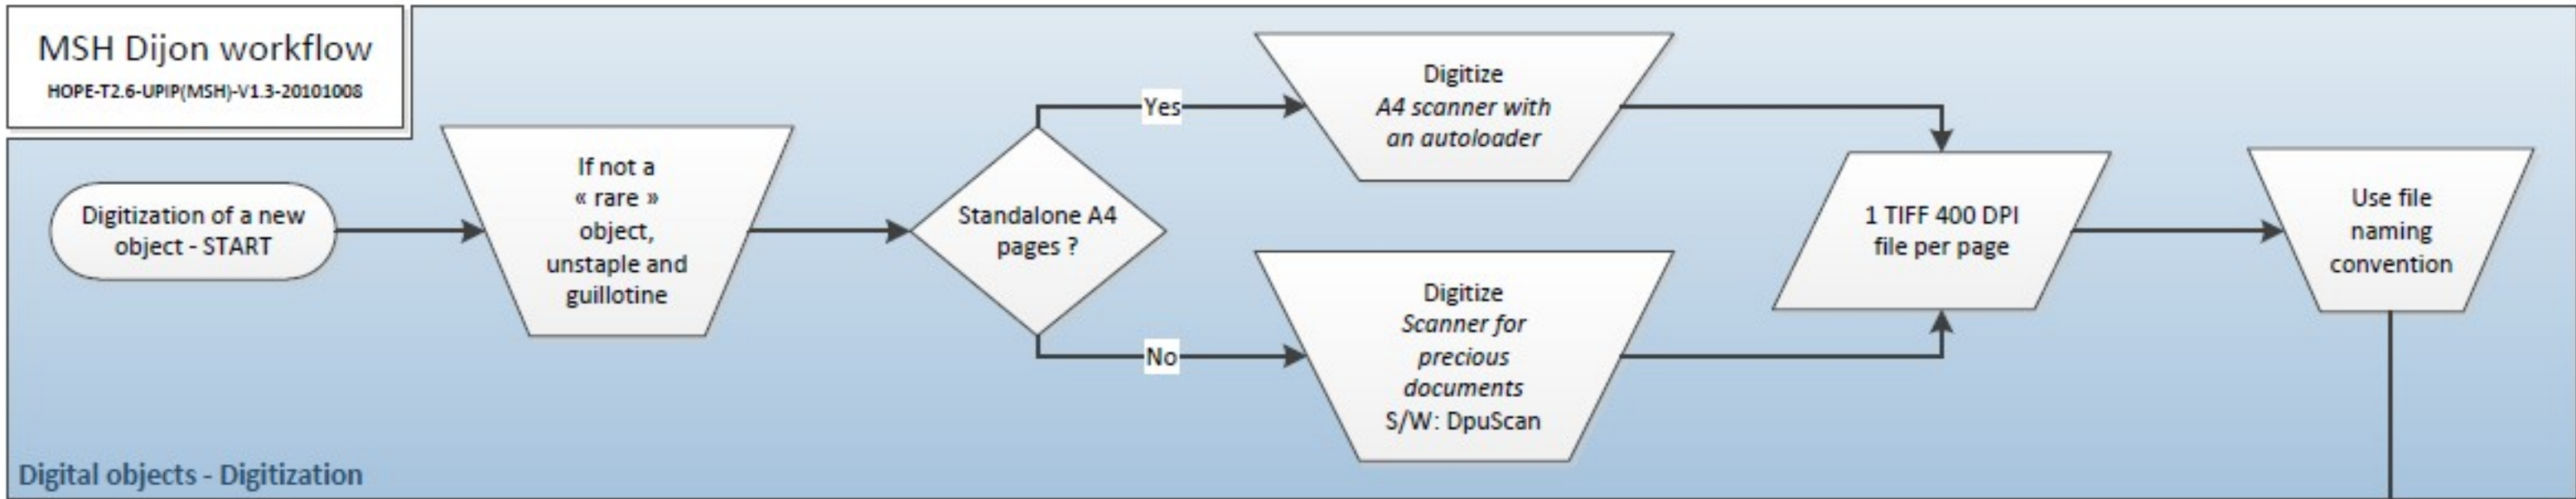 MSH Dijon workflow
HOPE-T2.6-UPIP(MSH)-V1.3-20101008
Digitization of a new
object - START
If not a
« rare »
object,
unstaple and
guillotine
Standalone A4
pages ?
Yes
Digitize
A4 scanner with
an autoloader
No
Digitize
Scanner for
precious
documents
S/W: DpuScan
1 TIFF 400 DPI
file per page
Use file
naming
convention
Digital objects - Digitization